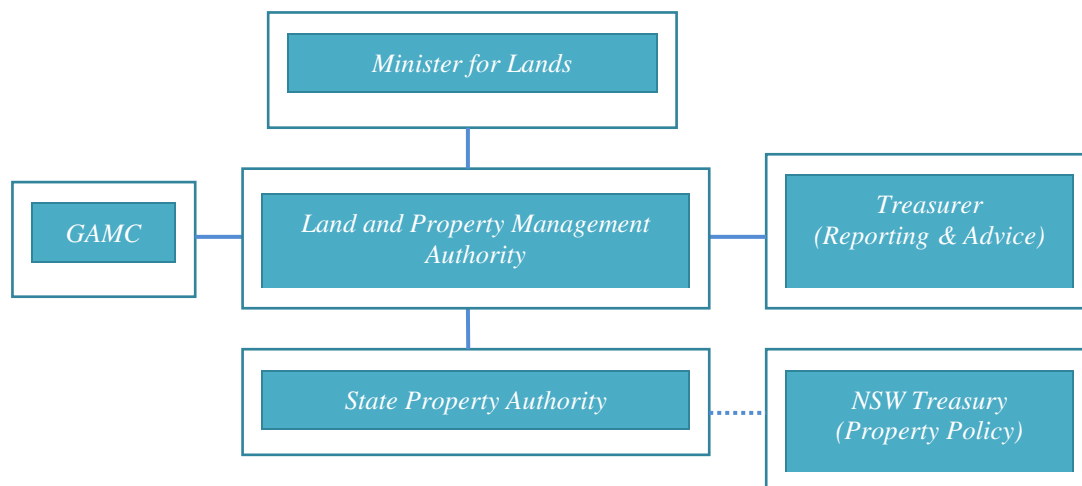 Minister for Lands
GAMC
Land and Property Management
Authority
Treasurer
(Reporting & Advice)
State Property Authority
NSW Treasury
(Property Policy)